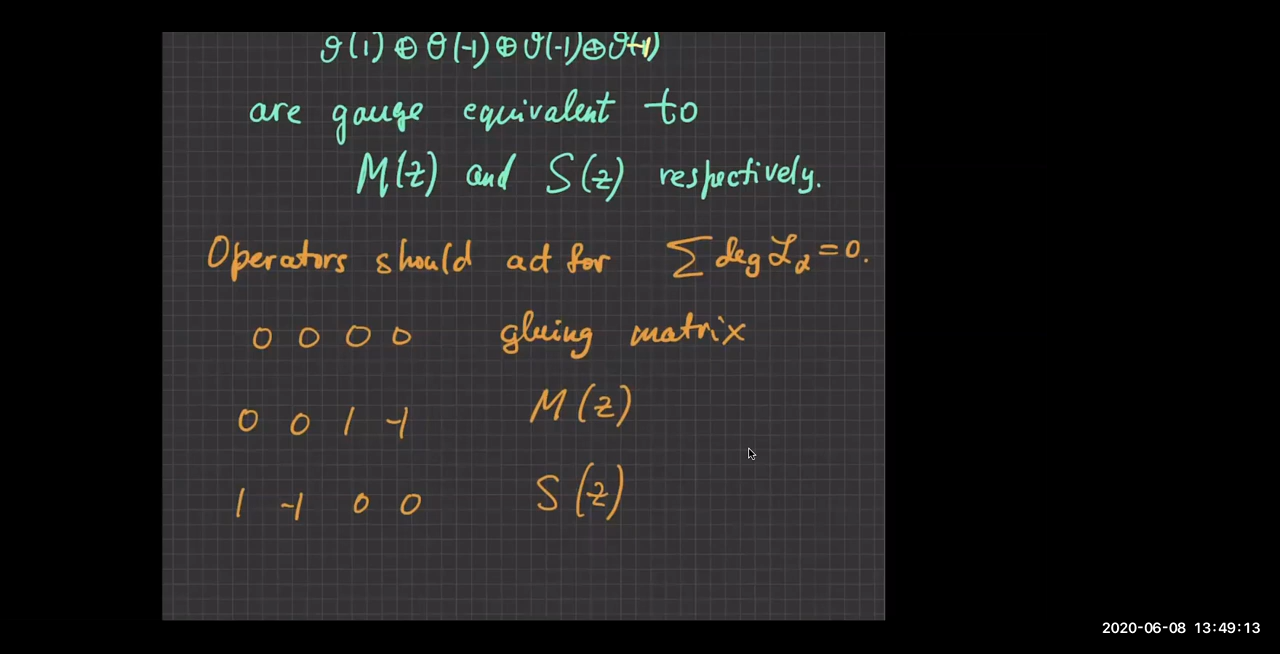 𝒪(1) ⊕ 𝒪(-1) ⊕ 𝒪(-1) ⊕ 𝒪(+1)
are gauge equivalent to
M(z) and S(z) respectively.
Operators should act for ∑ deg ℒ_α = 0.
0 0 0 0 gluing matrix
0 0 1 -1 M(z)
1 -1 0 0 S(z)
2020-06-08 13:49:13